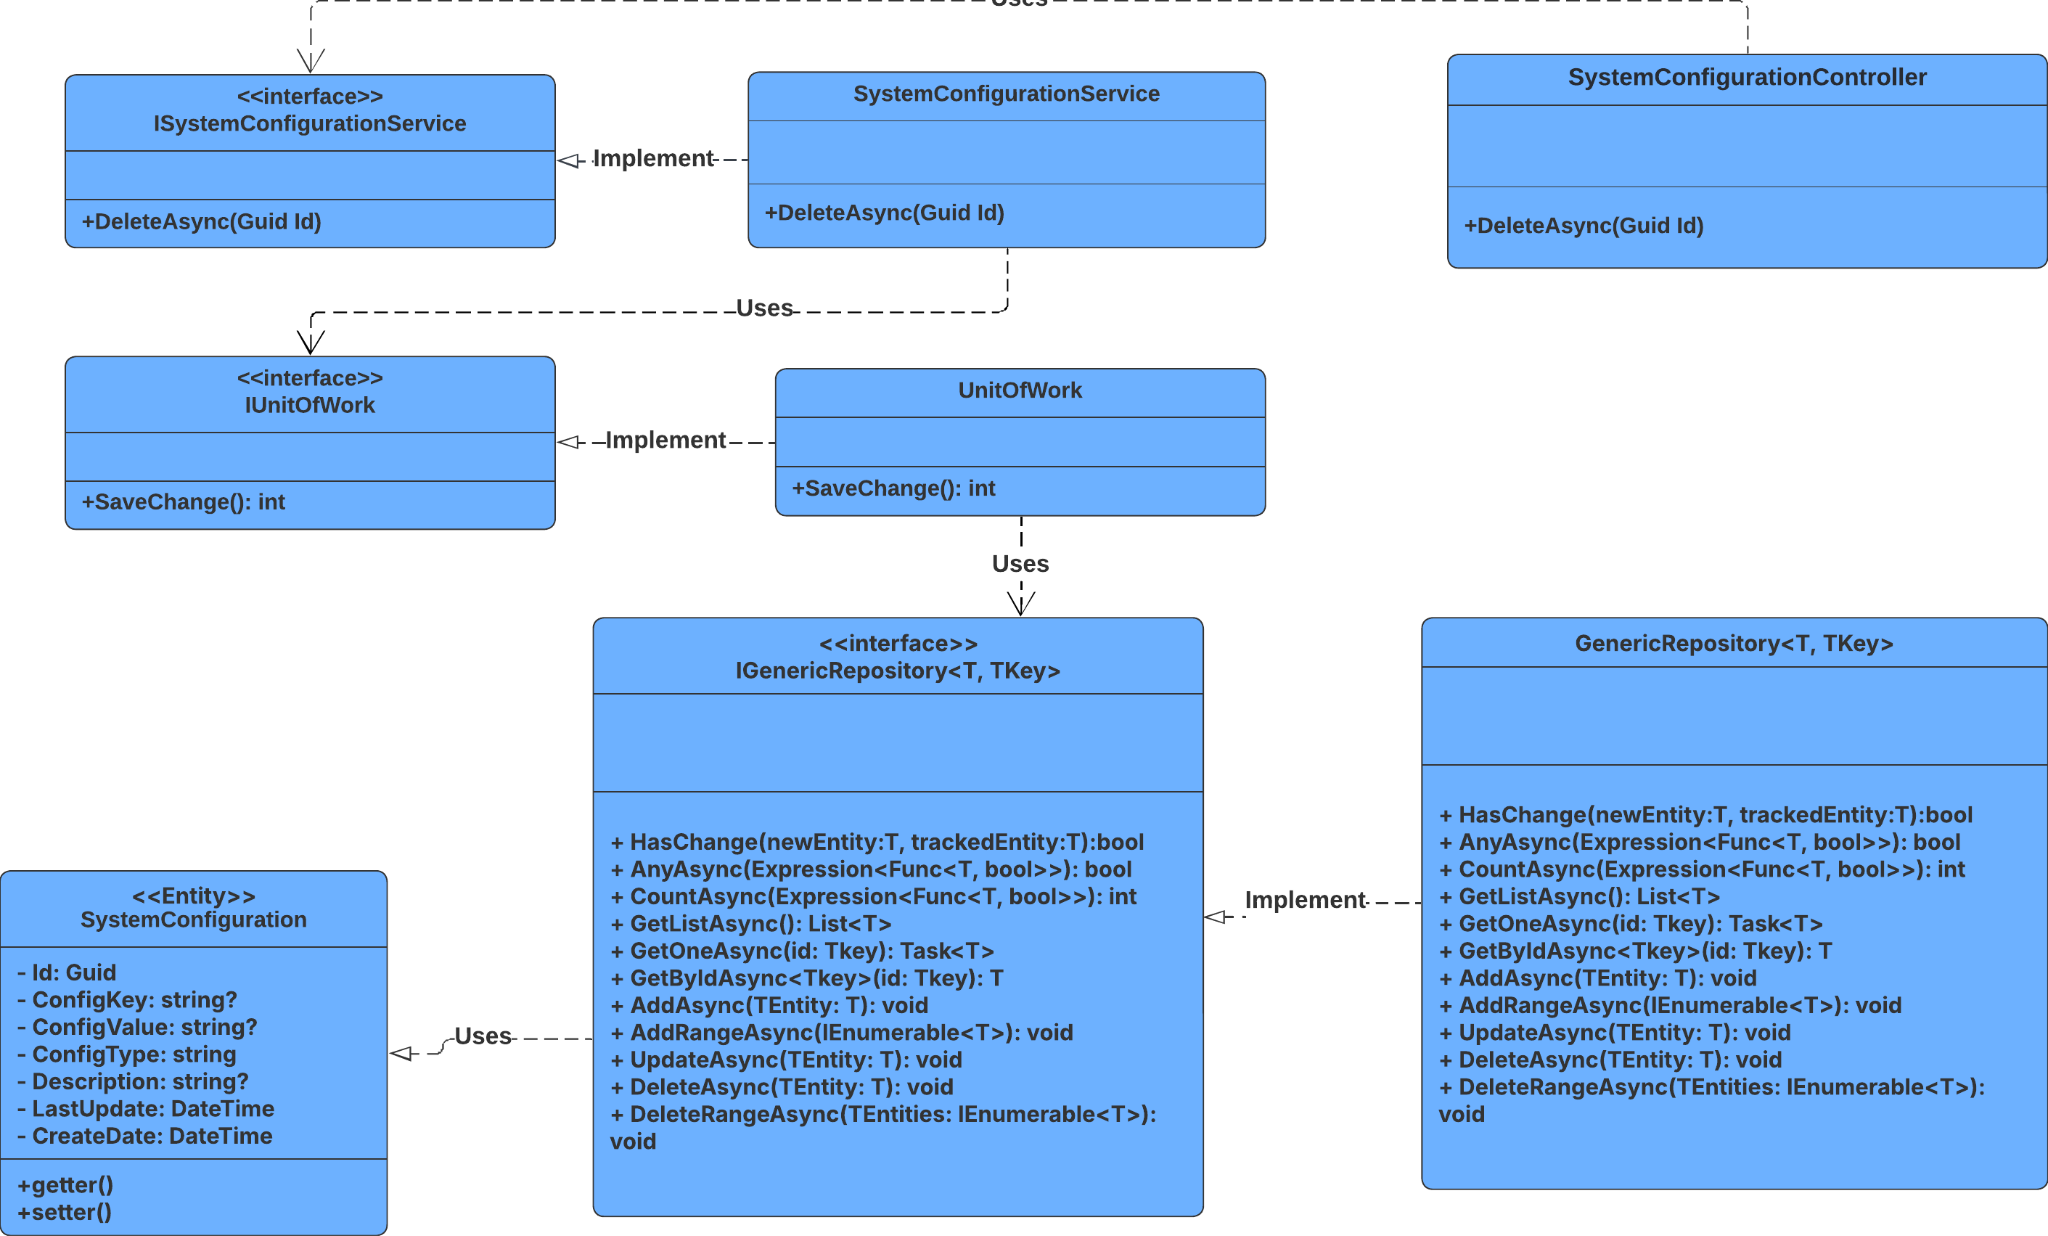 Uses
<<interface>>
ISystemConfigurationService
+DeleteAsync(Guid Id)
Implement
SystemConfigurationService
+DeleteAsync(Guid Id)
SystemConfigurationController
+DeleteAsync(Guid Id)
Uses
<<interface>>
IUnitOfWork
+SaveChange(): int
Implement
UnitOfWork
+SaveChange(): int
Uses
<<interface>>
IGenericRepository<T, TKey>
+ HasChange(newEntity:T, trackedEntity:T):bool
+ AnyAsync(Expression<Func<T, bool>>): bool
+ CountAsync(Expression<Func<T, bool>>): int
+ GetListAsync(): List<T>
+ GetOneAsync(id: Tkey): Task<T>
+ GetByIdAsync<Tkey>(id: Tkey): T
+ AddAsync(TEntity: T): void
+ AddRangeAsync(IEnumerable<T>): void
+ UpdateAsync(TEntity: T): void
+ DeleteAsync(TEntity: T): void
+ DeleteRangeAsync(TEntities: IEnumerable<T>):
void
Implement
GenericRepository<T, TKey>
+ HasChange(newEntity:T, trackedEntity:T):bool
+ AnyAsync(Expression<Func<T, bool>>): bool
+ CountAsync(Expression<Func<T, bool>>): int
+ GetListAsync(): List<T>
+ GetOneAsync(id: Tkey): Task<T>
+ GetByIdAsync<Tkey>(id: Tkey): T
+ AddAsync(TEntity: T): void
+ AddRangeAsync(IEnumerable<T>): void
+ UpdateAsync(TEntity: T): void
+ DeleteAsync(TEntity: T): void
+ DeleteRangeAsync(TEntities: IEnumerable<T>):
void
<<Entity>>
SystemConfiguration
- Id: Guid
- ConfigKey: string?
- ConfigValue: string?
- ConfigType: string
- Description: string?
- LastUpdate: DateTime
- CreateDate: DateTime
+getter()
+setter()
Uses